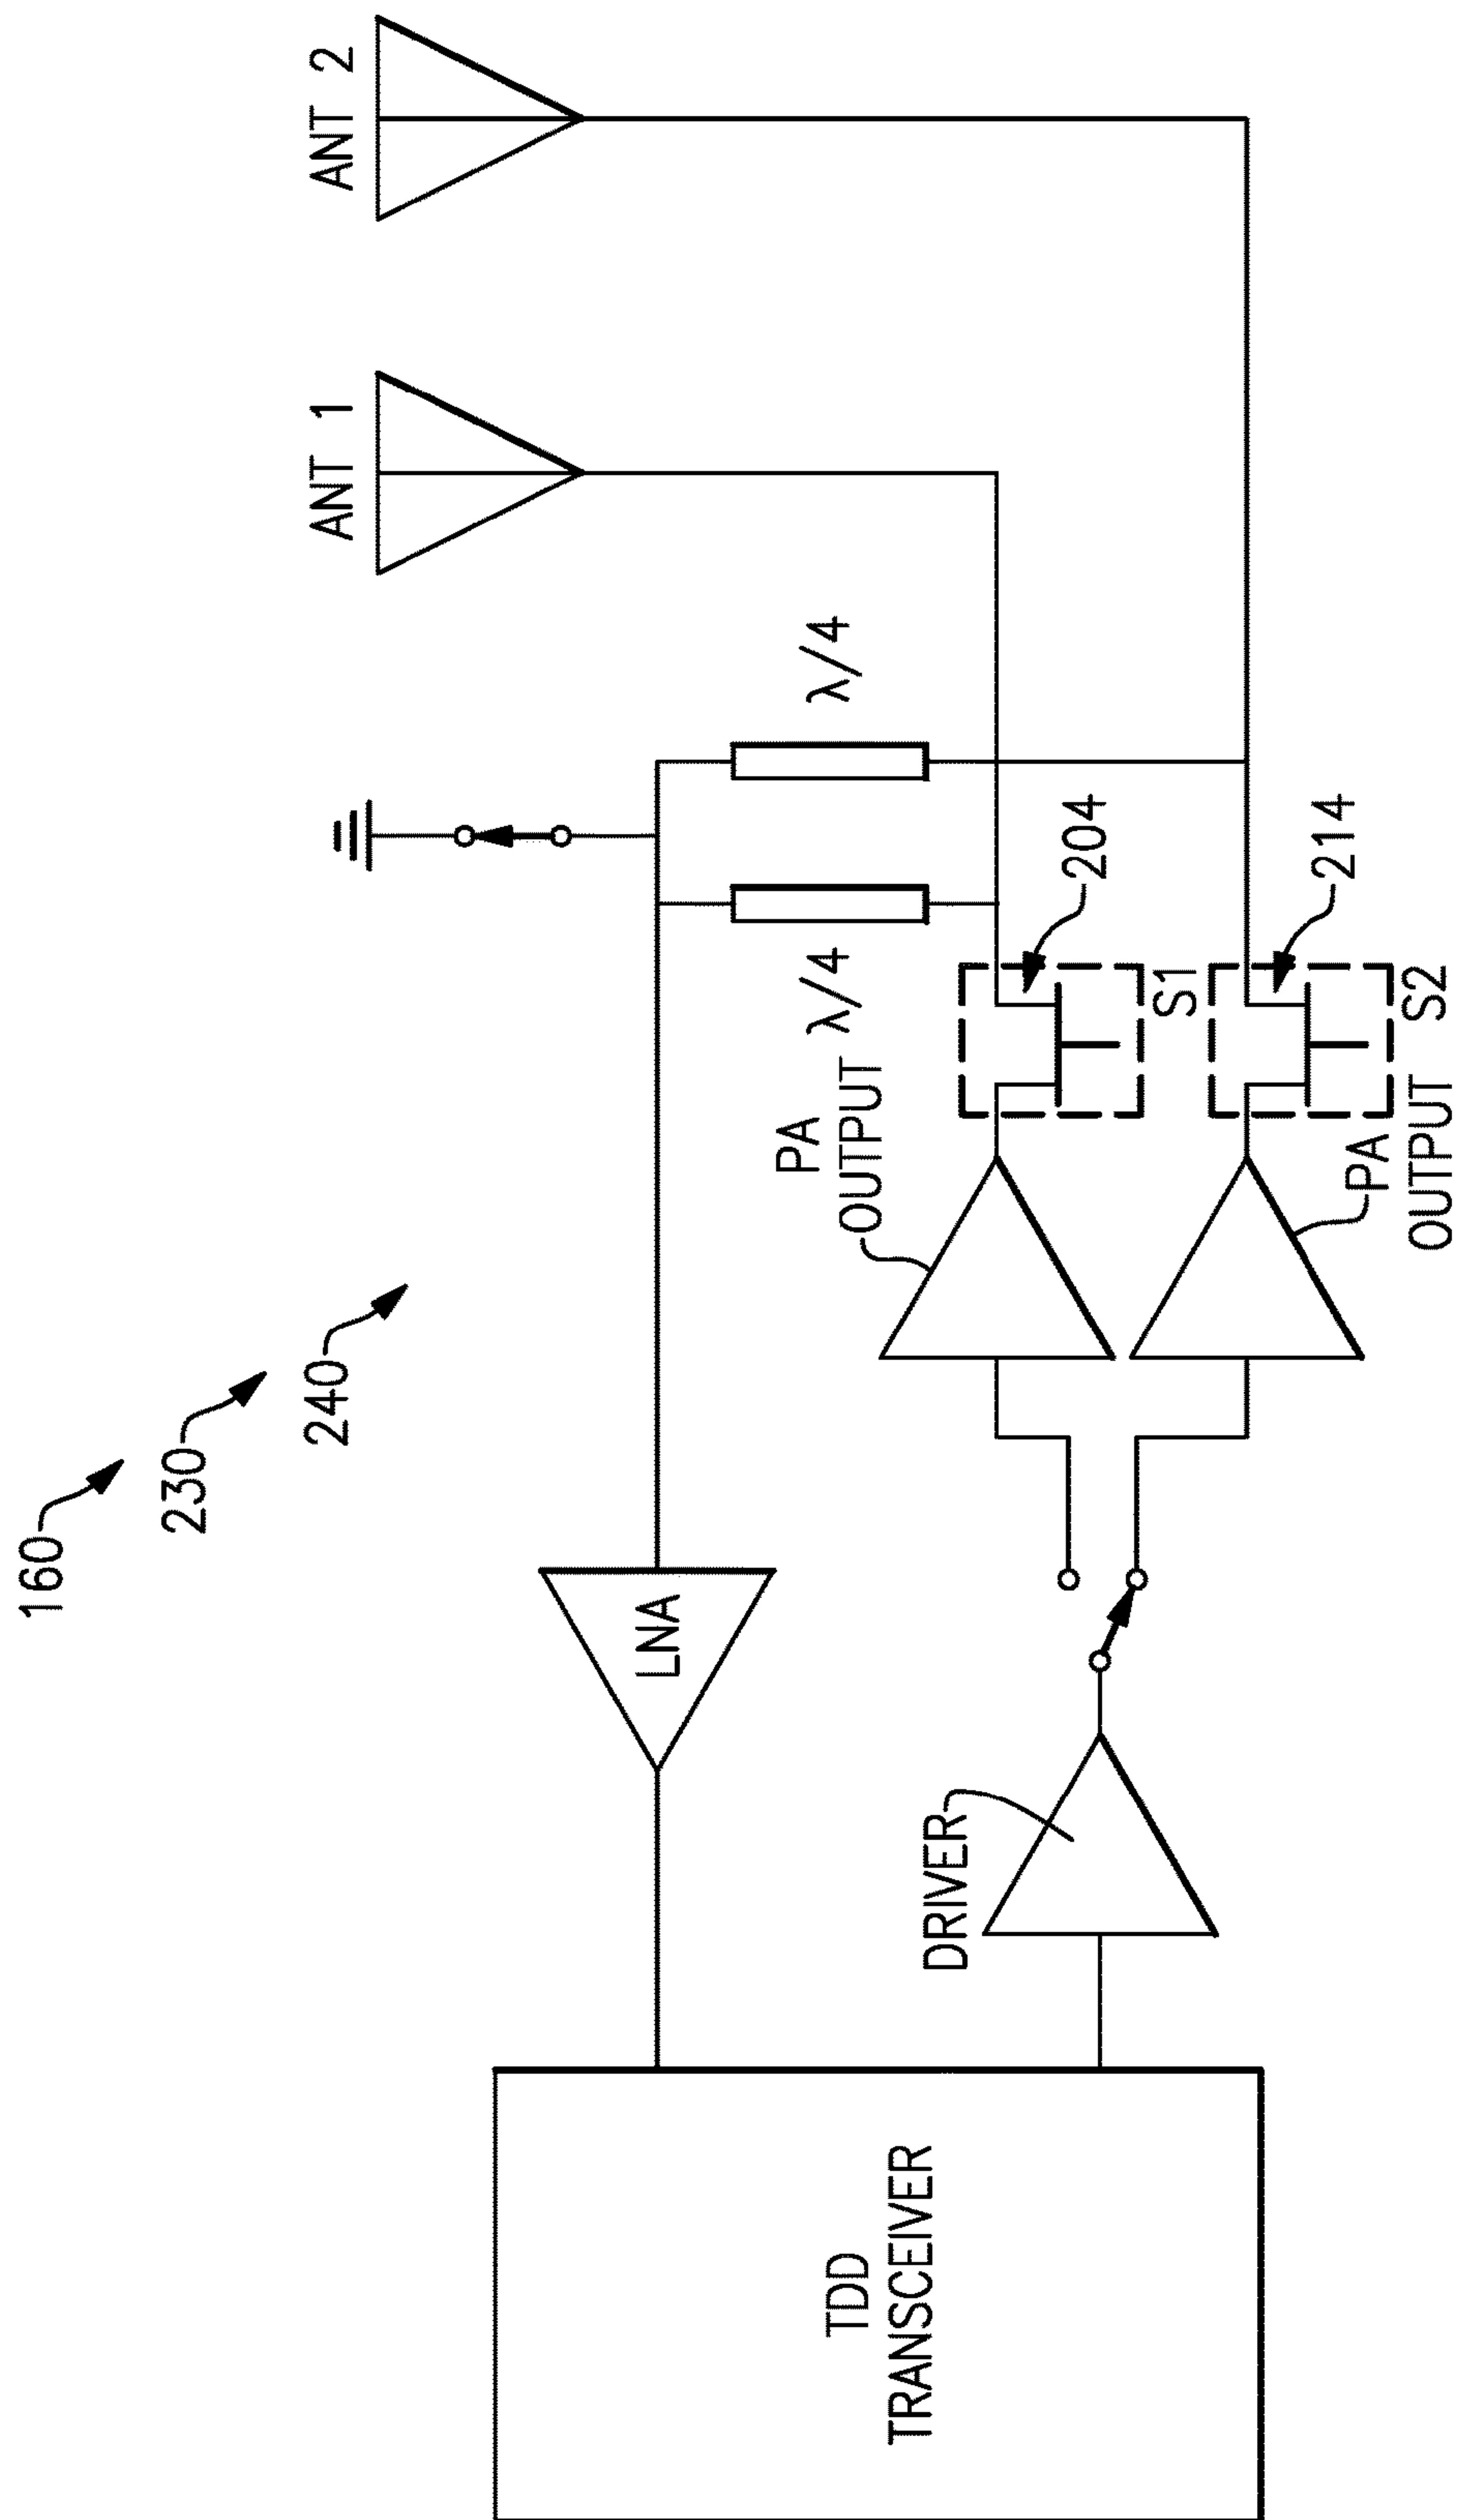 160
230
240
ANT 1
ANT 2
LNA
λ/4
λ/4
PA
OUTPUT
204
S1
DRIVER
TDD
TRANSCEIVER
214
S2
PA
OUTPUT